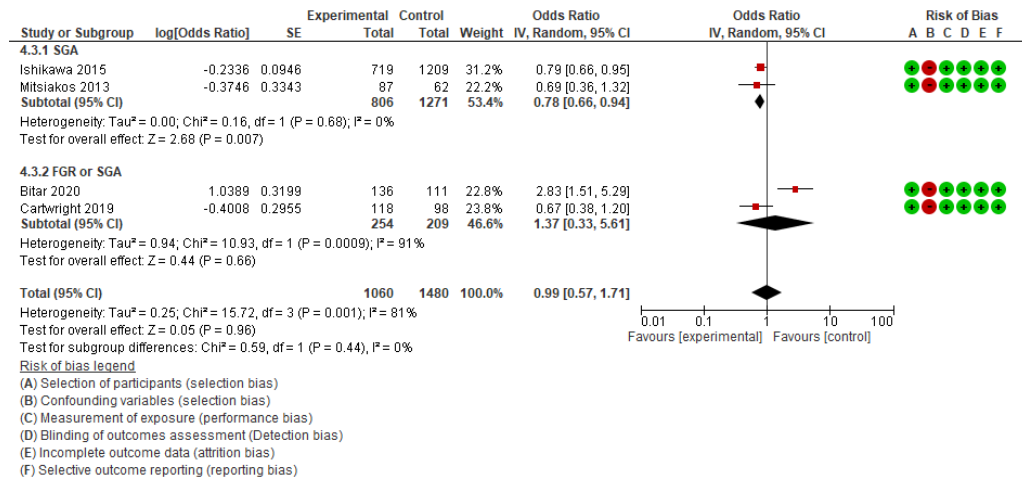 Experimental Control Odds Ratio Odds Ratio Risk of Bias
Study or Subgroup log[Odds Ratio] SE Total Total Weight IV, Random, 95% CI IV, Random, 95% CI A B C D E F
4.3.1 SGA
Ishikawa 2015 -0.2336 0.0946 719 1209 31.2% 0.79 [0.66, 0.95] + - + + + +
Mitsiakos 2013 -0.3746 0.3343 87 62 22.2% 0.69 [0.36, 1.32] + - + + + +
Subtotal (95% CI) 806 1271 53.4% 0.78 [0.66, 0.94]
Heterogeneity: Tau² = 0.00; Chi² = 0.16, df = 1 (P = 0.68); I² = 0%
Test for overall effect: Z = 2.68 (P = 0.007)
4.3.2 FGR or SGA
Bitar 2020 1.0389 0.3199 136 111 22.8% 2.83 [1.51, 5.29] + - + + + +
Cartwright 2019 -0.4008 0.2955 118 98 23.8% 0.67 [0.38, 1.20] + - + + + +
Subtotal (95% CI) 254 209 46.6% 1.37 [0.33, 5.61]
Heterogeneity: Tau² = 0.94; Chi² = 10.93, df = 1 (P = 0.0009); I² = 91%
Test for overall effect: Z = 0.44 (P = 0.66)
Total (95% CI) 1060 1480 100.0% 0.99 [0.57, 1.71]
Heterogeneity: Tau² = 0.25; Chi² = 15.72, df = 3 (P = 0.001); I² = 81%
Test for overall effect: Z = 0.05 (P = 0.96)
Test for subgroup differences: Chi² = 0.59, df = 1 (P = 0.44), I² = 0%
0.01 0.1 1 10 100
Favours [experimental] Favours [control]
Risk of bias legend
(A) Selection of participants (selection bias)
(B) Confounding variables (selection bias)
(C) Measurement of exposure (performance bias)
(D) Blinding of outcomes assessment (Detection bias)
(E) Incomplete outcome data (attrition bias)
(F) Selective outcome reporting (reporting bias)